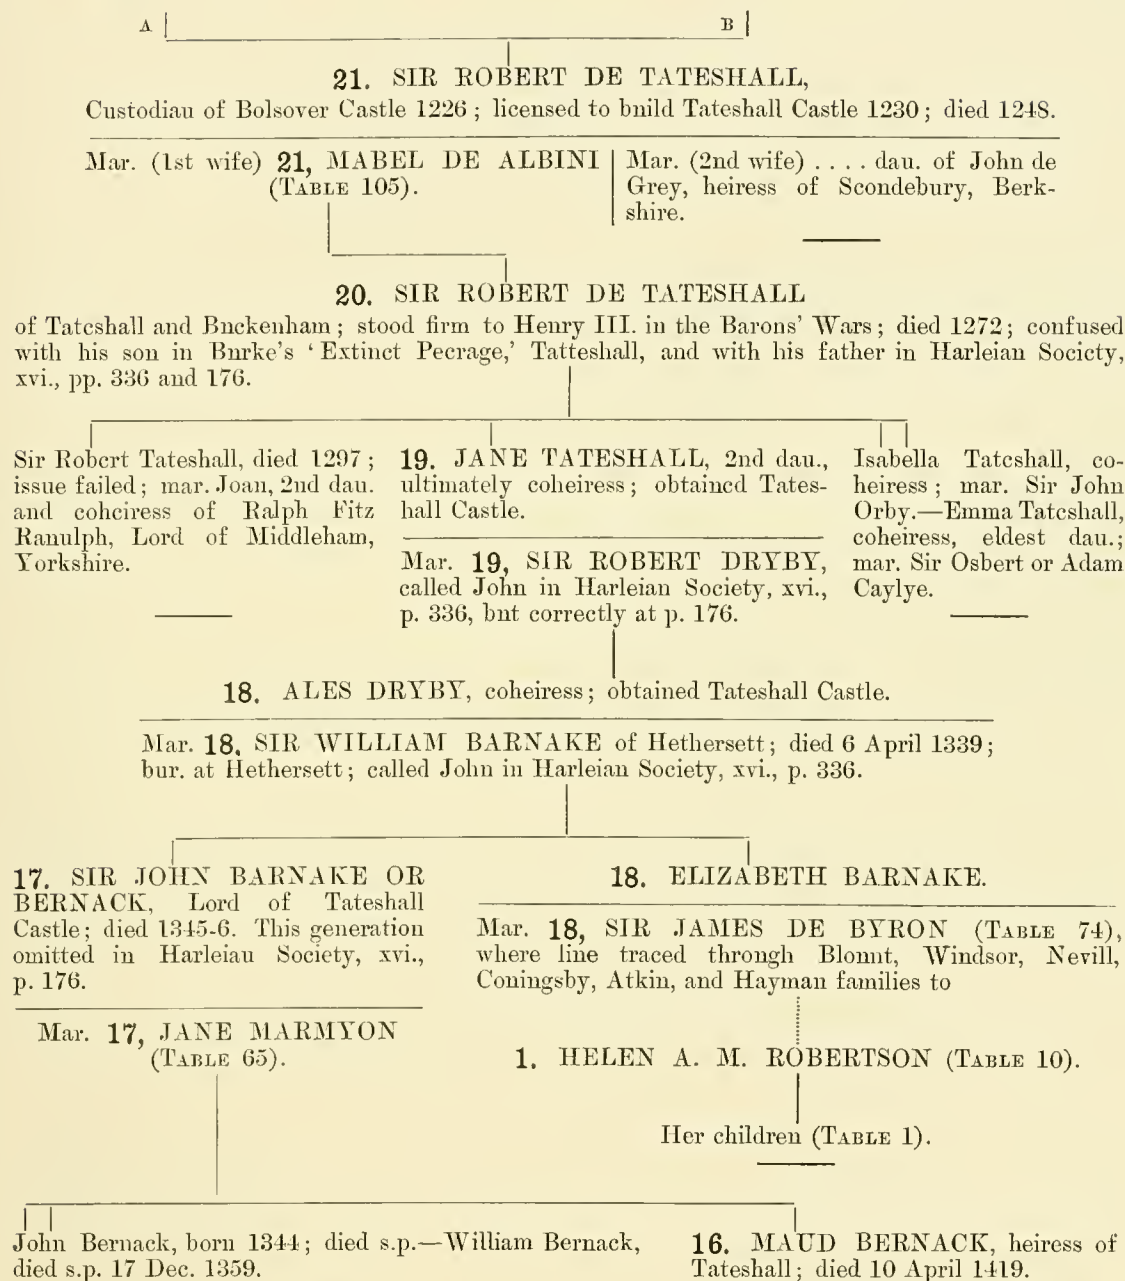 A B
21. SIR ROBERT DE TATESHALL,
Custodian of Bolsover Castle 1226; licensed to build Tateshall Castle 1230; died 1248.
Mar. (1st wife) 21, MABEL DE ALBINI
(TABLE 105).
Mar. (2nd wife) .... dau. of John de
Grey, heiress of Scondebury, Berk-
shire.
20. SIR ROBERT DE TATESHALL
of Tateshall and Buckenham; stood firm to Henry III. in the Barons' Wars; died 1272; confused
with his son in Burke's ‘Extinct Peerage,’ Tatteshall, and with his father in Harleian Society,
xvi., pp. 336 and 176.
Sir Robert Tateshall, died 1297;
issue failed; mar. Joan, 2nd dau.
and coheiress of Ralph Fitz
Ranulph, Lord of Middleham,
Yorkshire.
19. JANE TATESHALL, 2nd dau.,
ultimately coheiress; obtained Tates-
hall Castle.
Mar. 19, SIR ROBERT DRYBY,
called John in Harleian Society, xvi.,
p. 336, but correctly at p. 176.
Isabella Tateshall, co-
heiress; mar. Sir John
Orby.—Emma Tateshall,
coheiress, eldest dau.;
mar. Sir Osbert or Adam
Caylye.
18. ALES DRYBY, coheiress; obtained Tateshall Castle.
Mar. 18. SIR WILLIAM BARNAKE of Hethersett; died 6 April 1339;
bur. at Hethersett; called John in Harleian Society, xvi., p. 336.
17. SIR JOHN BARNAKE OR
BERNACK, Lord of Tateshall
Castle; died 1345-6. This generation
omitted in Harleian Society, xvi.,
p. 176.
Mar. 17, JANE MARMYON
(TABLE 65).
18. ELIZABETH BARNAKE.
Mar. 18, SIR JAMES DE BYRON (TABLE 74),
where line traced through Blount, Windsor, Nevill,
Coningsby, Atkin, and Hayman families to
1. HELEN A. M. ROBERTSON (TABLE 10).
Her children (TABLE 1).
John Bernack, born 1344; died s.p.—William Bernack,
died s.p. 17 Dec. 1359.
16. MAUD BERNACK, heiress of
Tateshall; died 10 April 1419.